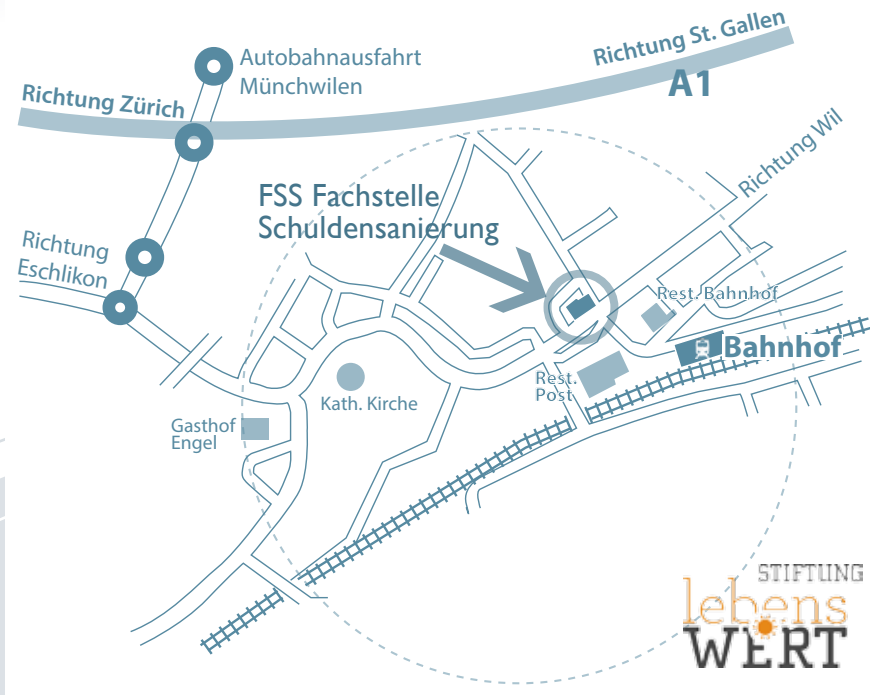 Richtung St. Gallen
A1
Autobahnausfahrt
Münchwilen
Richtung Zürich
Richtung Wil
FSS Fachstelle
Schuldensanierung
Richtung
Eschlikon
Rest. Bahnhof
Bahnhof
Rest.
Post
Kath. Kirche
Gasthof
Engel
STIFTUNG
lebens
WERT